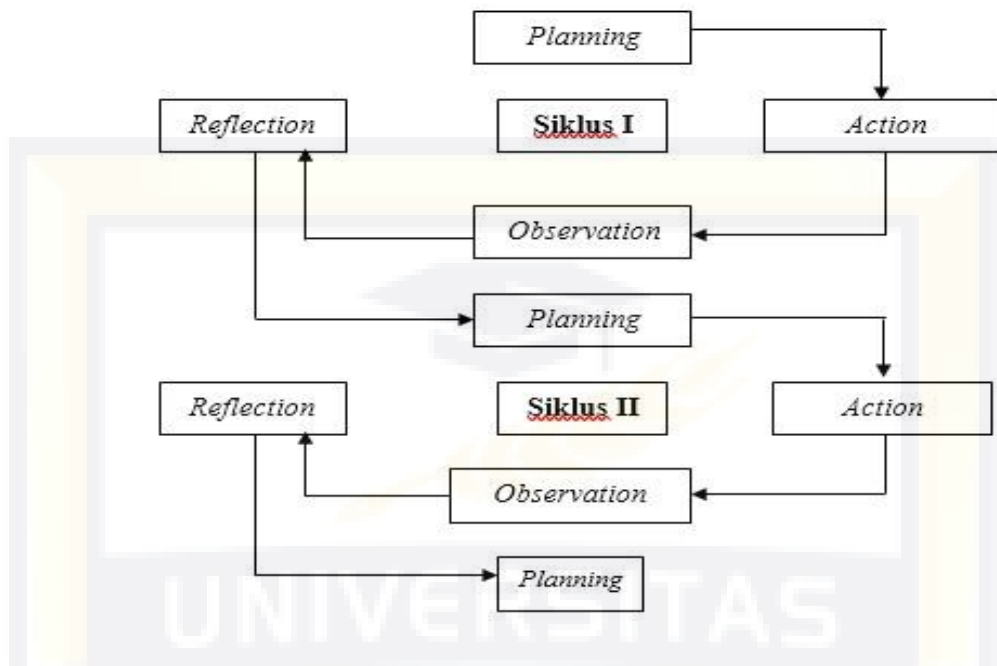 Planning
Reflection
Siklus I
Action
Observation
Planning
Reflection
Siklus II
Action
Observation
Planning
UNIVERSITAS